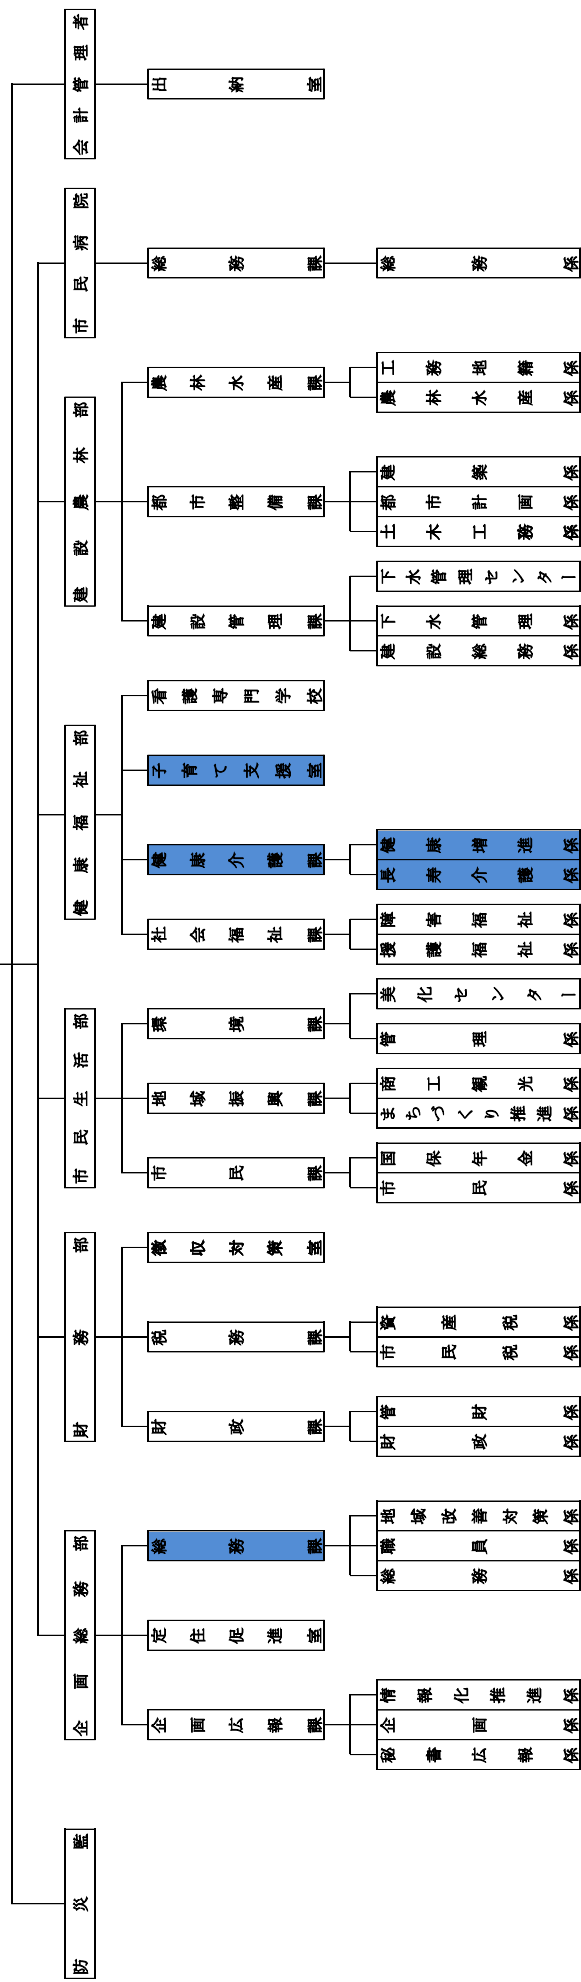 防災監
企画総務部
財務部
市民生活部
健康福祉部
建設農林部
市民病院
会計管理者
企画広報課
定住促進室
総務課
財政課
税務課
徴収対策室
市民課
地域振興課
環境課
社会福祉課
健康介護課
子育て支援室
看護専門学校
建設管理課
都市整備課
農林水産課
総務課
出納室
秘書広報係
企画係
情報化推進係
総務係
職員係
地域改善対策係
財政係
管財係
市民税係
資産税係
市民係
国保年金係
まちづくり推進係
商工観光係
管理係
美化センター
援護福祉係
障害福祉係
長寿介護係
健康増進係
建設総務係
下水管理係
下水管理センター
土木工務係
都市計画係
建築係
農林水産係
工務地籍係
総務係